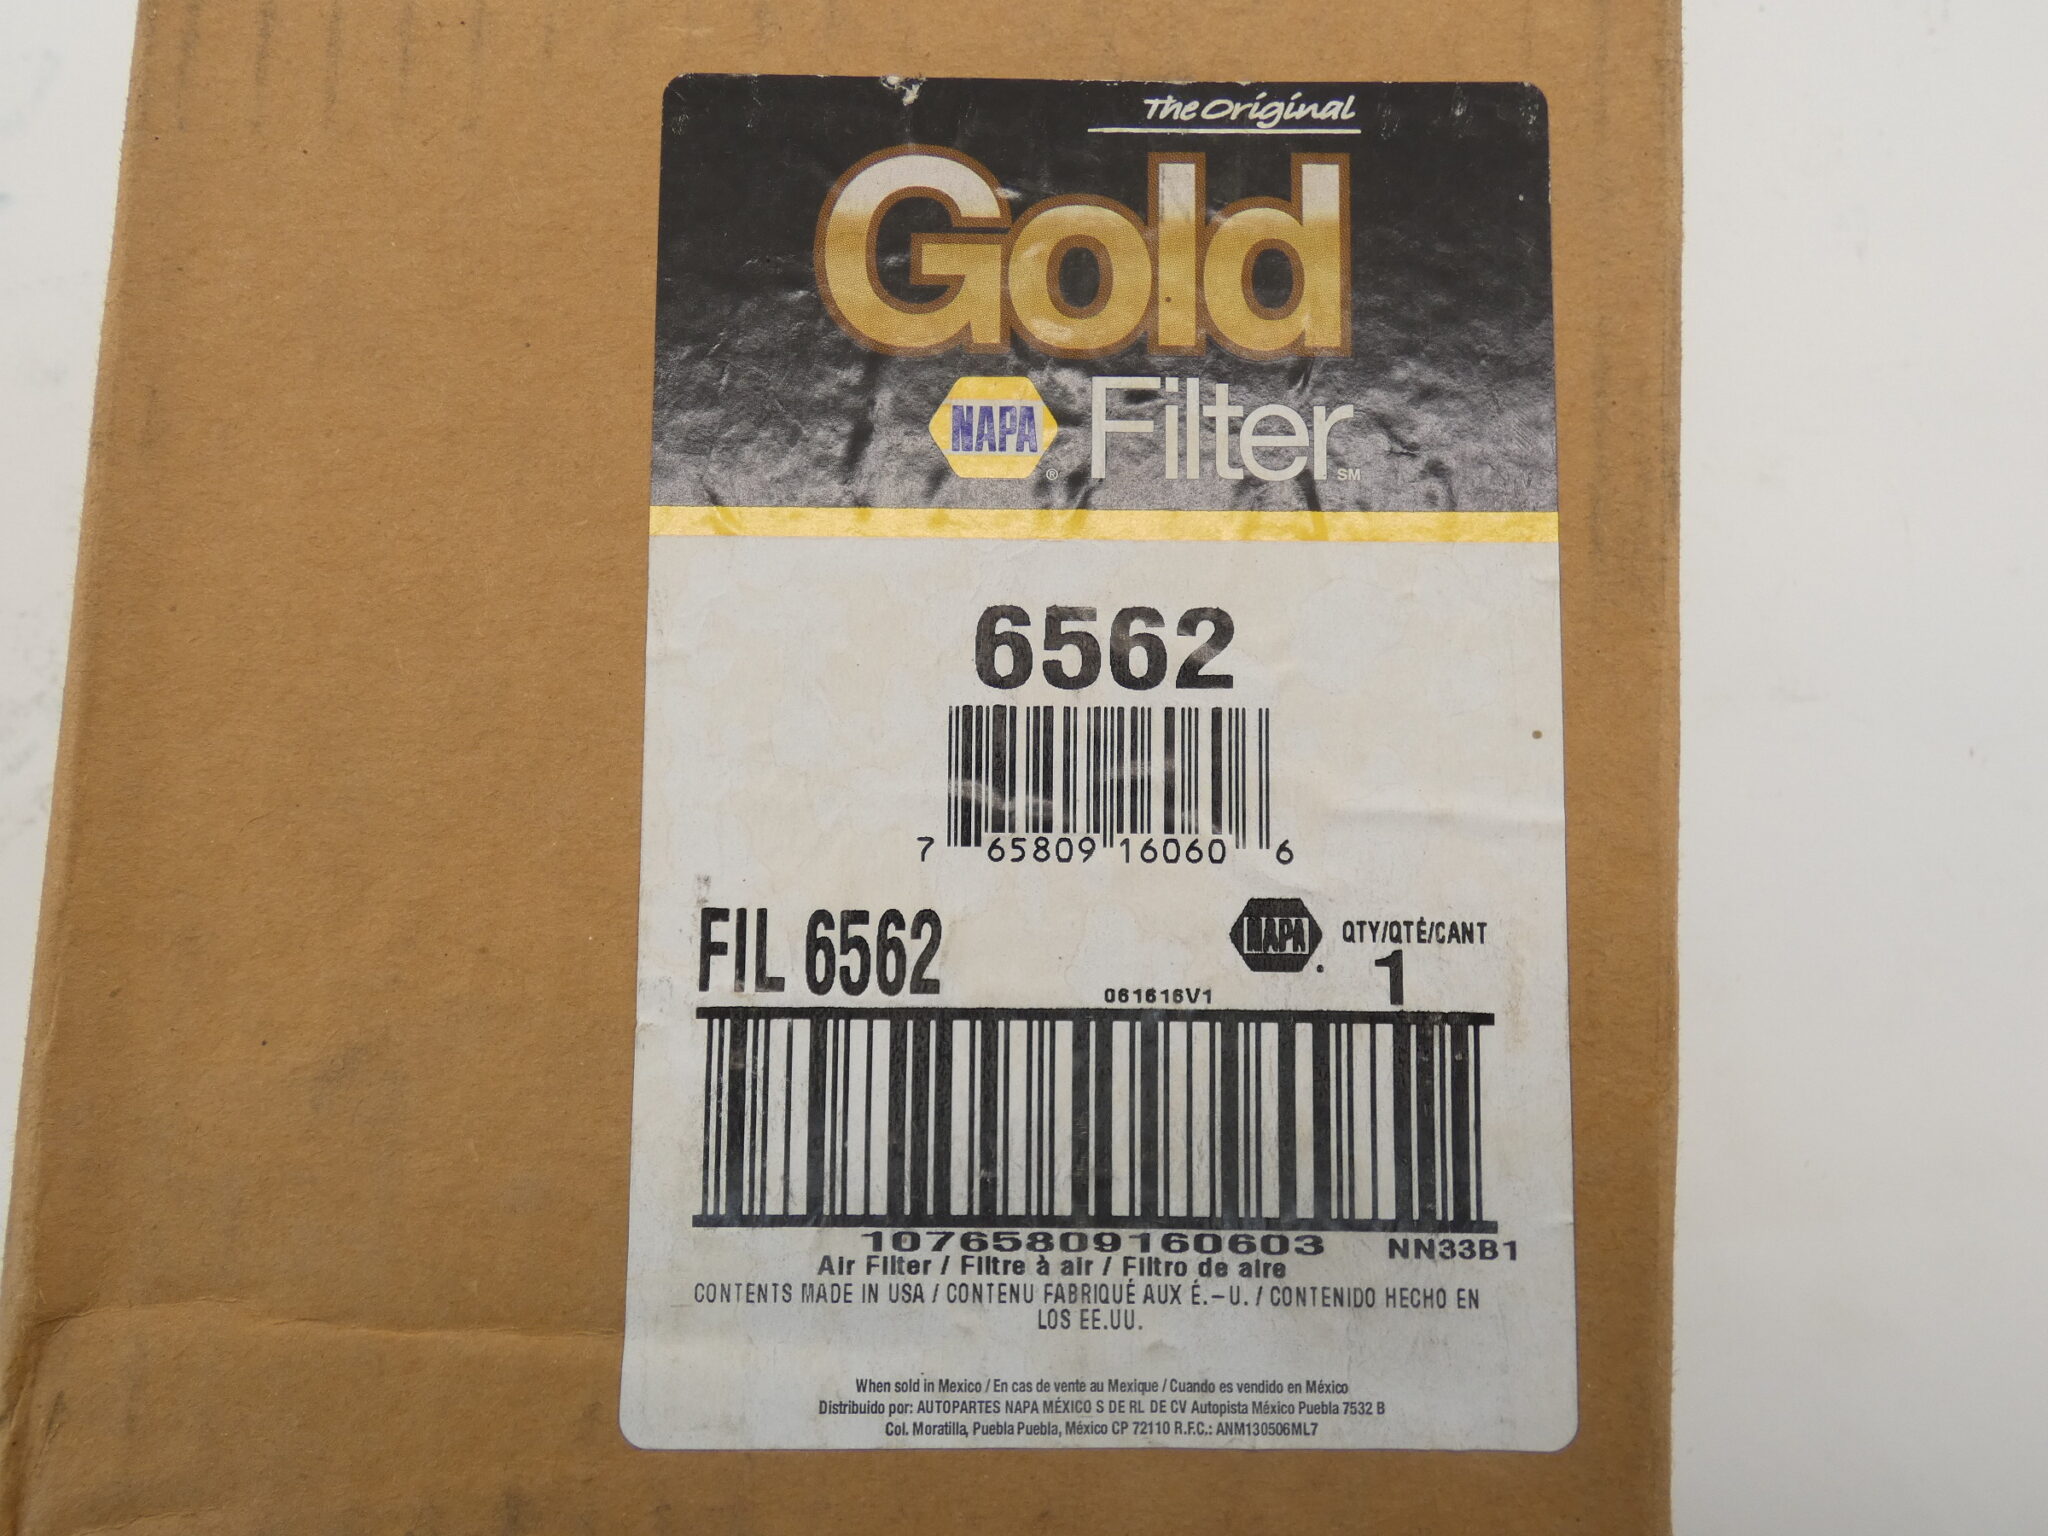 The Original
Gold
NAPA® Filter SM
6562
7 65809 16060 6
FIL 6562
NAPA
QTY/QTÉ/CANT
1
061616V1
10765809160603 NN33B1
Air Filter / Filtre à air / Filtro de aire
CONTENTS MADE IN USA / CONTENU FABRIQUÉ AUX É.-U. / CONTENIDO HECHO EN
LOS EE.UU.
When sold in Mexico / En cas de vente au Mexique / Cuando es vendido en México
Distribuido por: AUTOPARTES NAPA MÉXICO S DE RL DE CV Autopista México Puebla 7532 B
Col. Moratilla, Puebla Puebla, México CP 72110 R.F.C.: ANM130506ML7